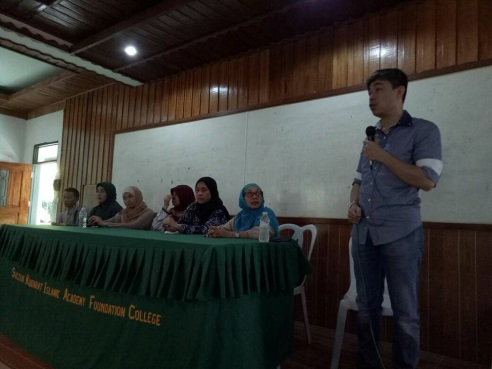 SULTAN KUDARAT ISLAMIC ACADEMY FOUNDATION COLLEGE